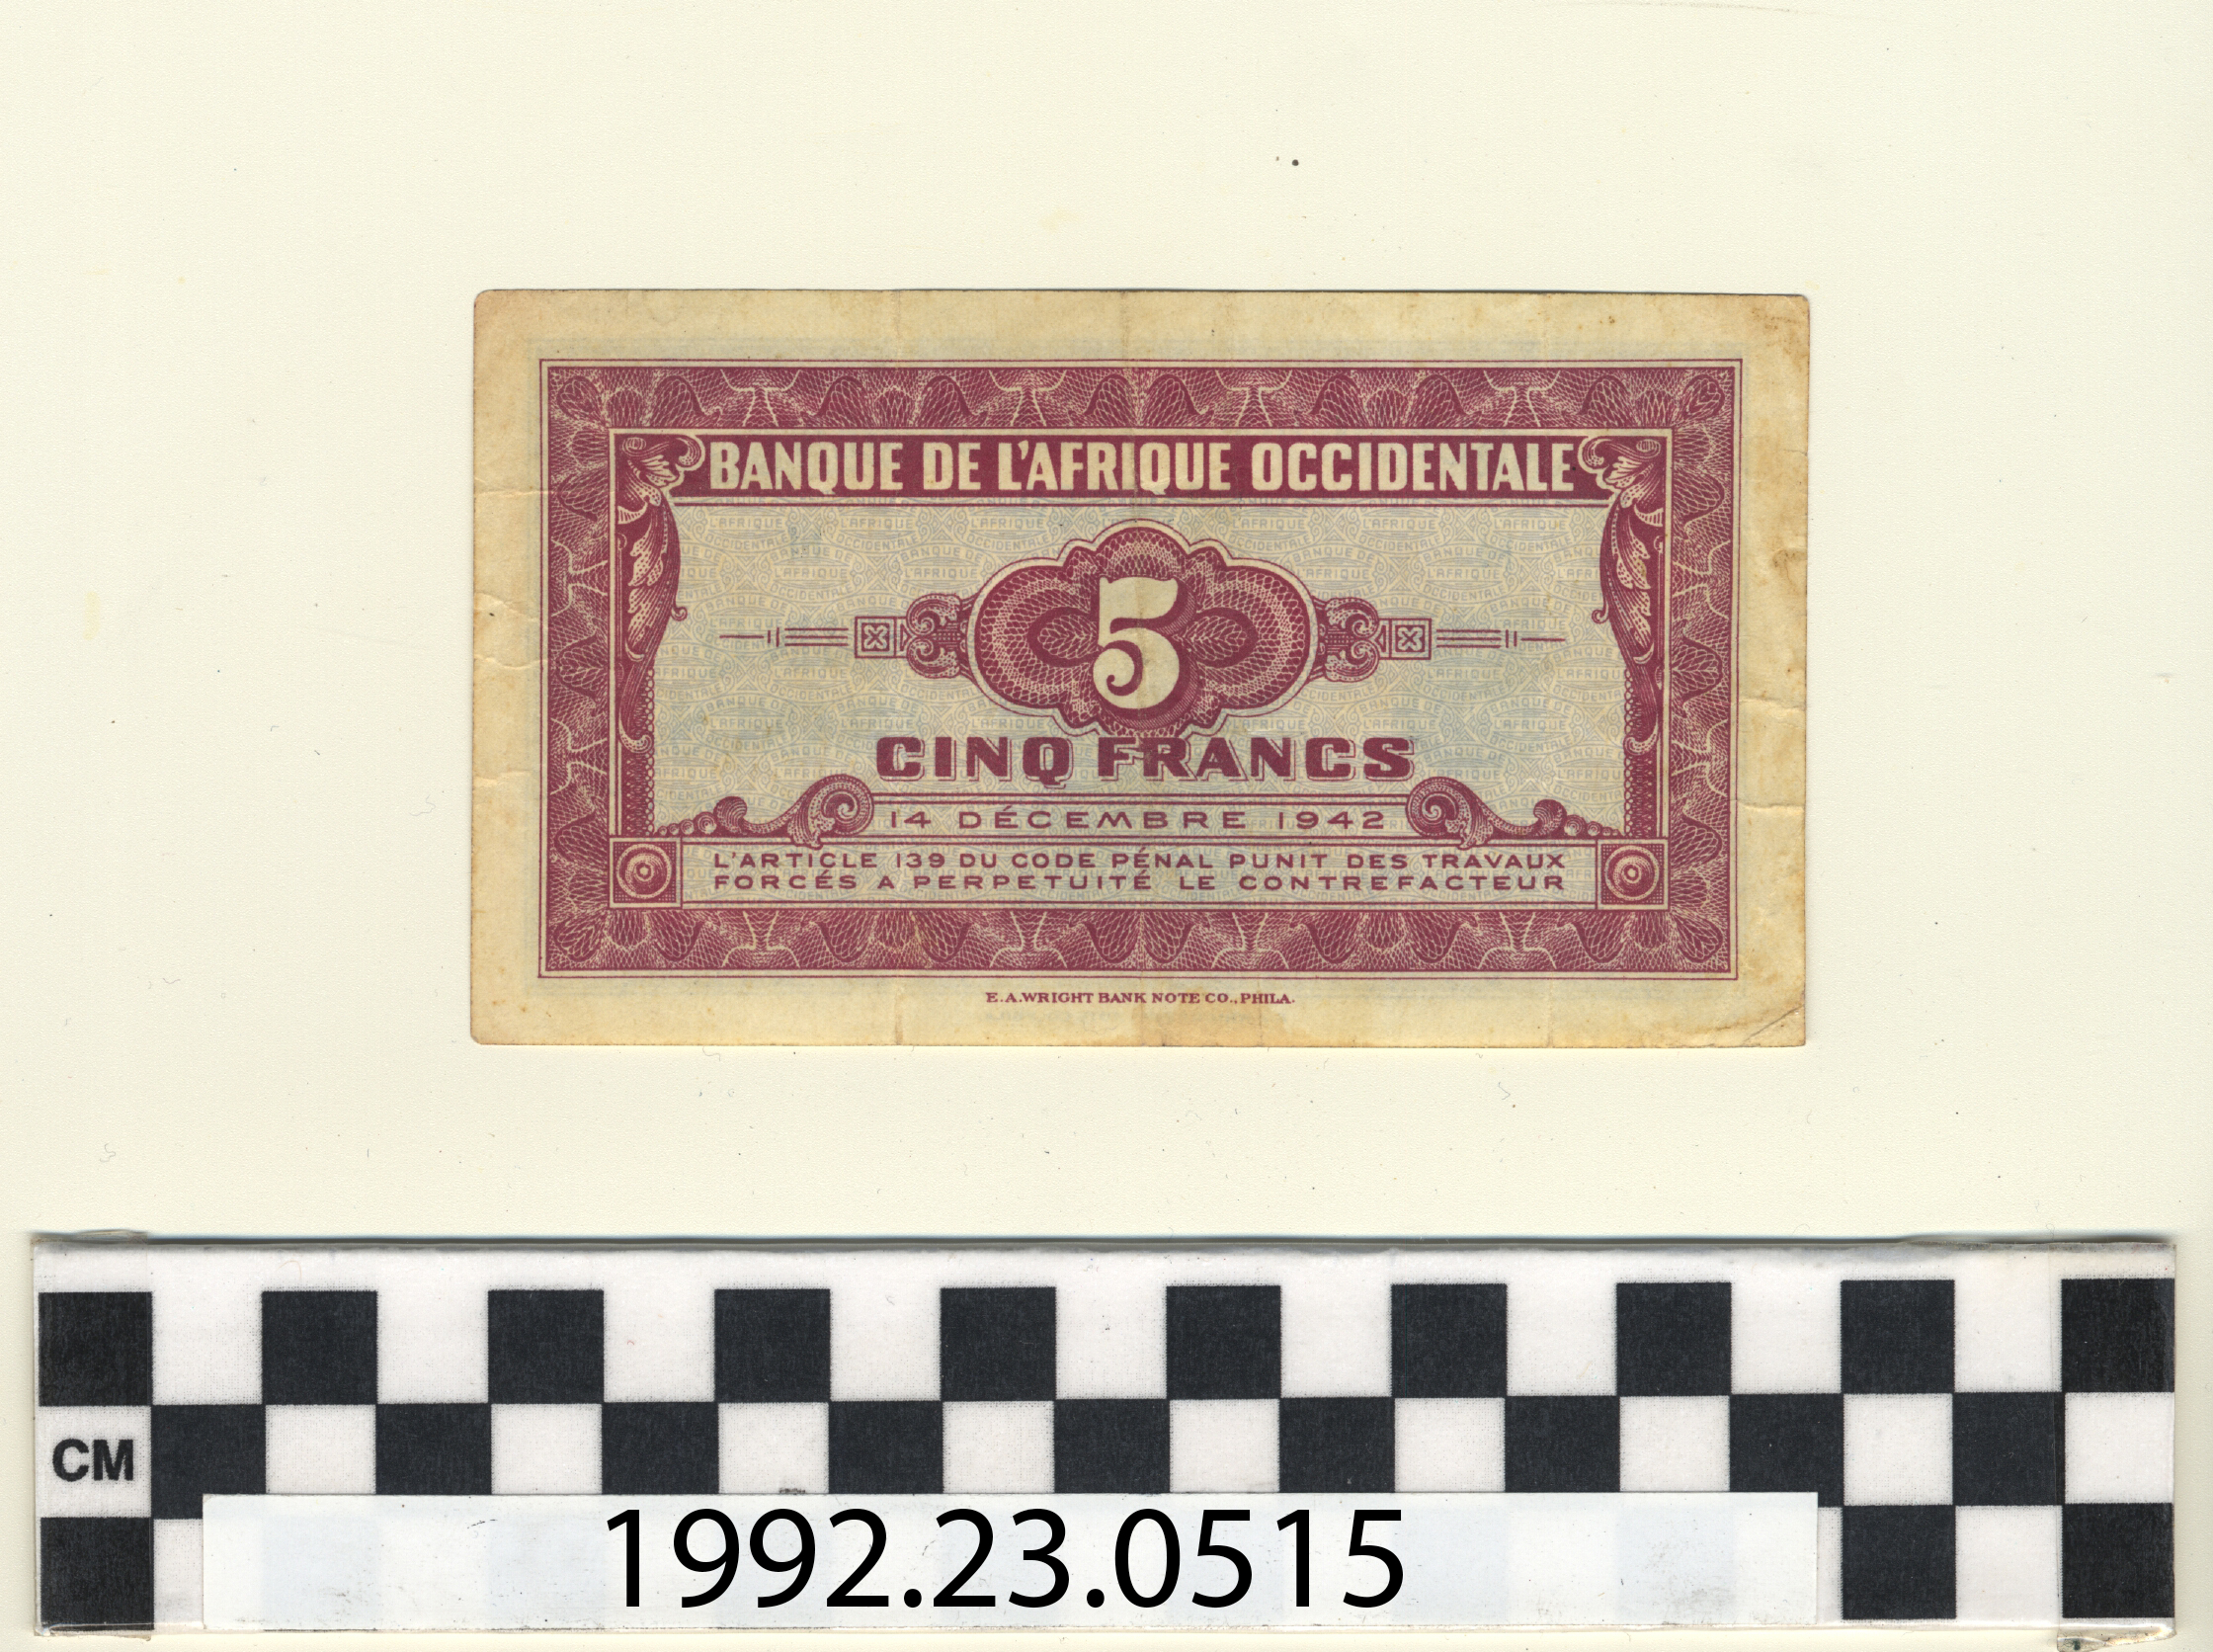 BANQUE DE L'AFRIQUE OCCIDENTALE
5
CINQ FRANCS
14 DÉCEMBRE 1942
L'ARTICLE 139 DU CODE PÉNAL PUNIT DES TRAVAUX
FORCÉS A PERPETUITÉ LE CONTREFACTEUR
E.A.WRIGHT BANK NOTE CO., PHILA.
CM
1992.23.0515